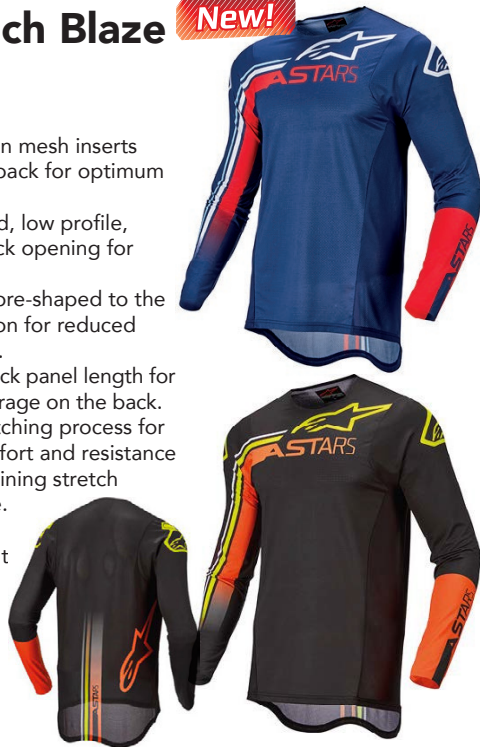 ch Blaze
New!
n mesh inserts
back for optimum
d, low profile,
ck opening for
pre-shaped to the
on for reduced
.
ck panel length for
rage on the back.
tching process for
fort and resistance
ining stretch
e.
t
ASTARS
ASTARS
ASTARS
ASTARS
ASTARS